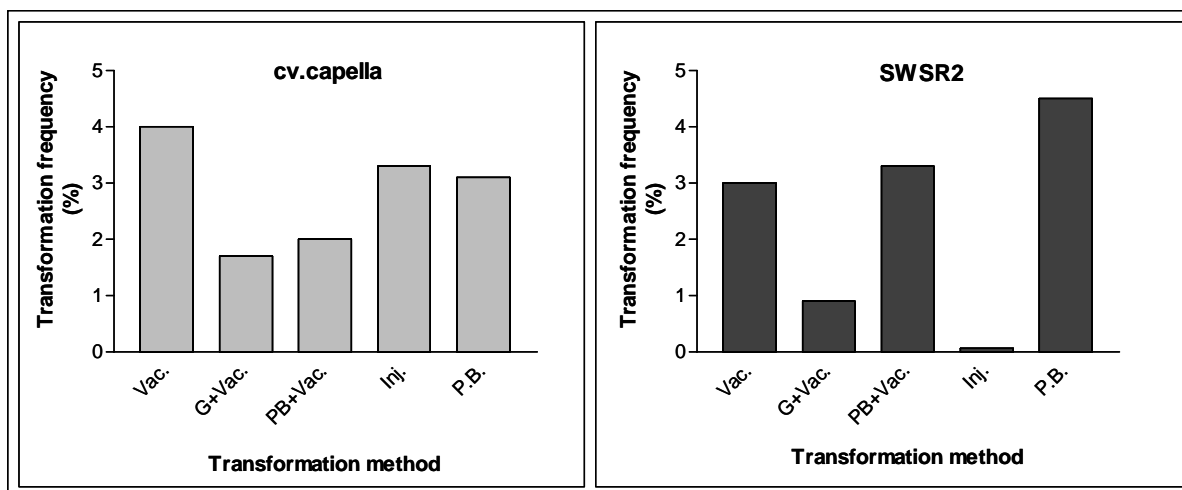 cv.capella
Transformation frequency
(%)
5
4
3
2
1
0
Vac.
G+Vac.
PB+Vac.
Inj.
P.B.
Transformation method
SWSR2
Transformation frequency
(%)
5
4
3
2
1
0
Vac.
G+Vac.
PB+Vac.
Inj.
P.B.
Transformation method